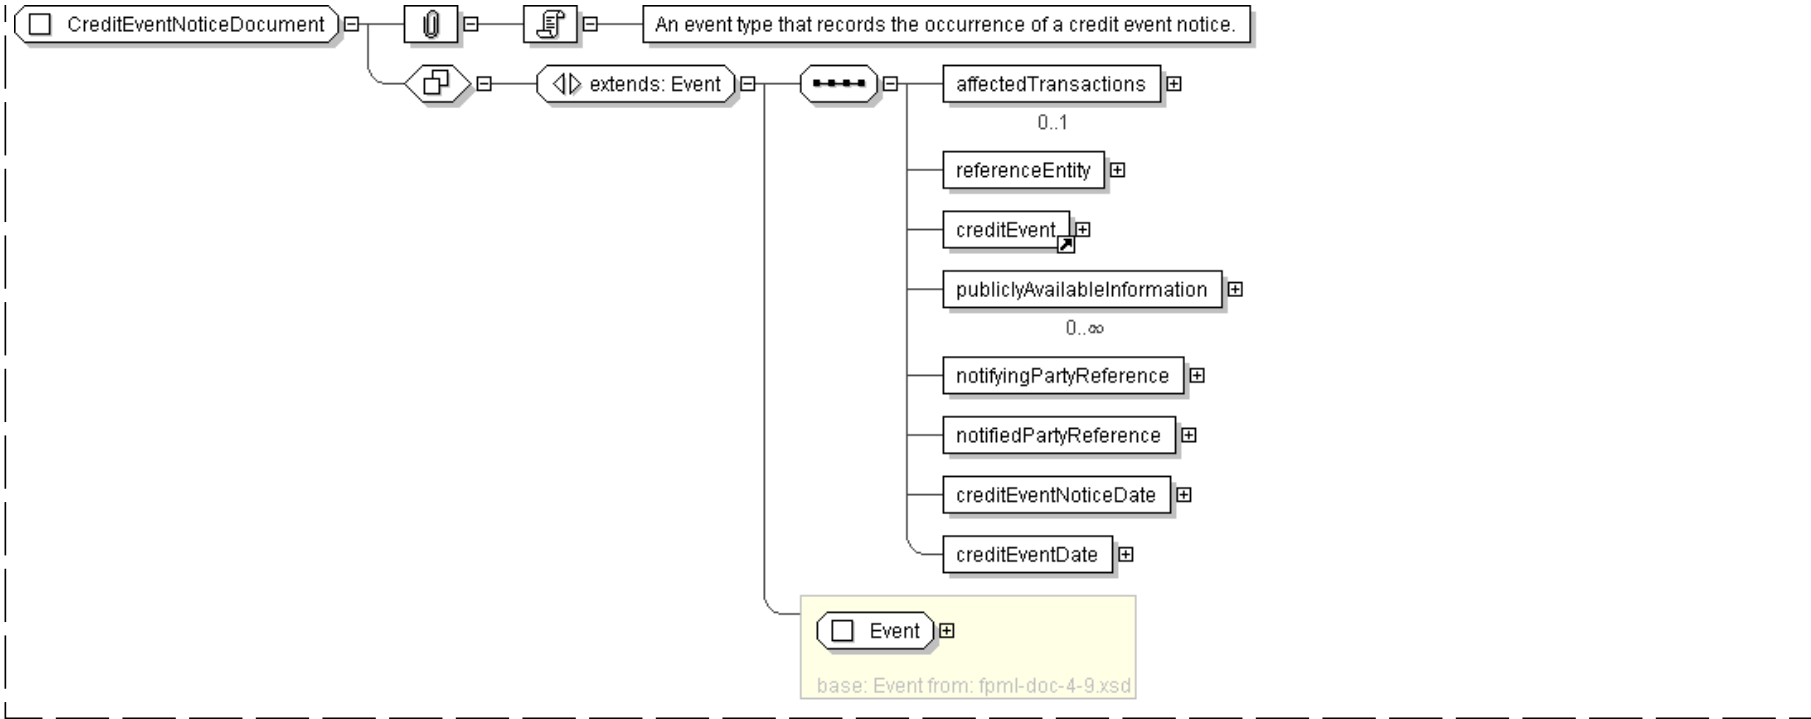 CreditEventNoticeDocument
An event type that records the occurrence of a credit event notice.
extends: Event
affectedTransactions
0..1
referenceEntity
creditEvent
publiclyAvailableInformation
0..∞
notifyingPartyReference
notifiedPartyReference
creditEventNoticeDate
creditEventDate
Event
base: Event from: fpml-doc-4-9.xsd